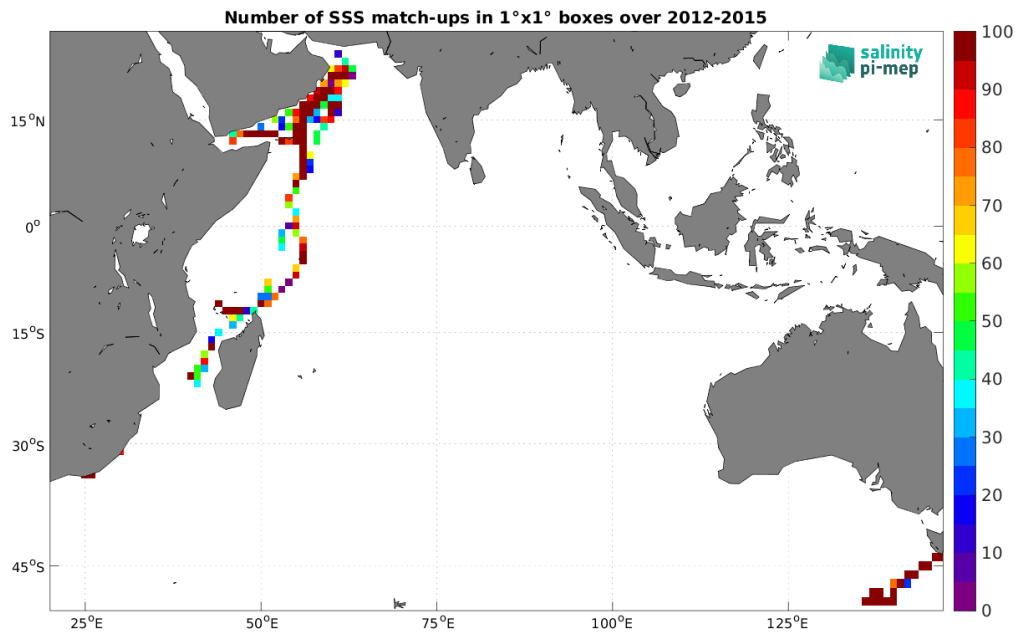 Number of SSS match-ups in 1°x1° boxes over 2012-2015
salinity
pi-mep
100
90
80
70
60
50
40
30
20
10
0
15°N
0°
15°S
30°S
45°S
25°E
50°E
75°E
100°E
125°E